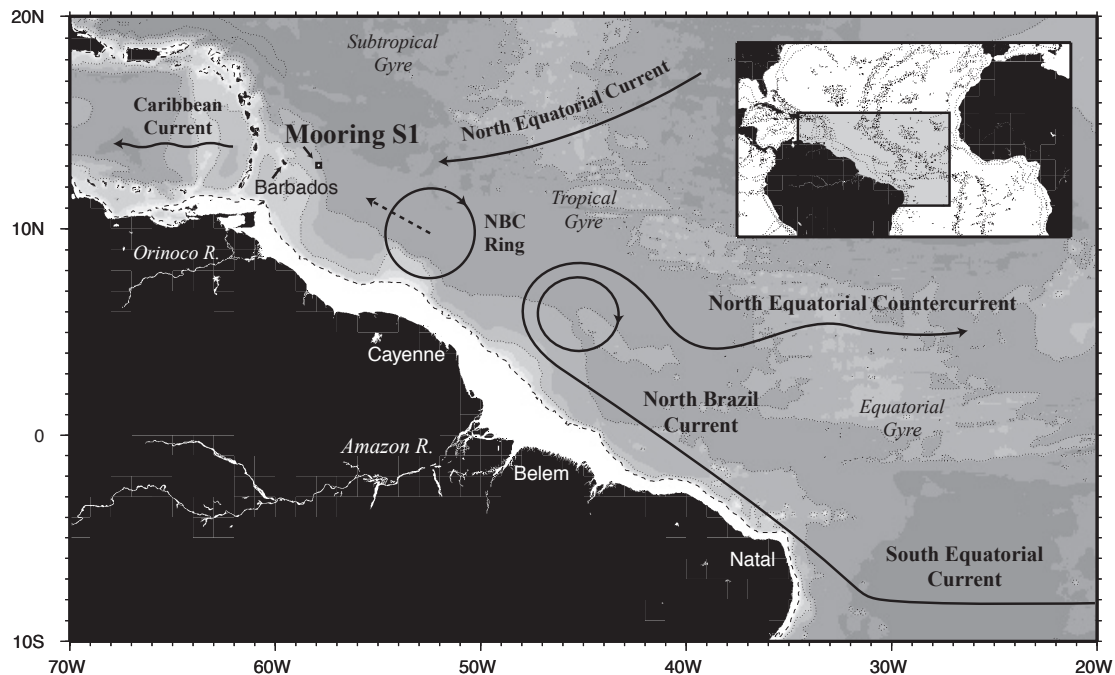 20N
10N
0
10S
70W
60W
50W
40W
30W
20W
Subtropical
Gyre
Caribbean
Current
Mooring S1
Barbados
North Equatorial Current
NBC
Ring
Tropical
Gyre
Orinoco R.
North Equatorial Countercurrent
Cayenne
North Brazil
Current
Equatorial
Gyre
Amazon R.
Belem
Natal
South Equatorial
Current